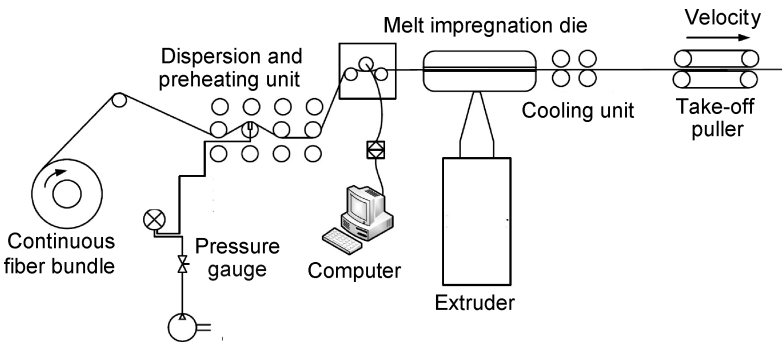 Melt impregnation die
Velocity
Dispersion and
preheating unit
Cooling unit
Take-off
puller
Continuous
fiber bundle
Pressure
gauge
Computer
Extruder